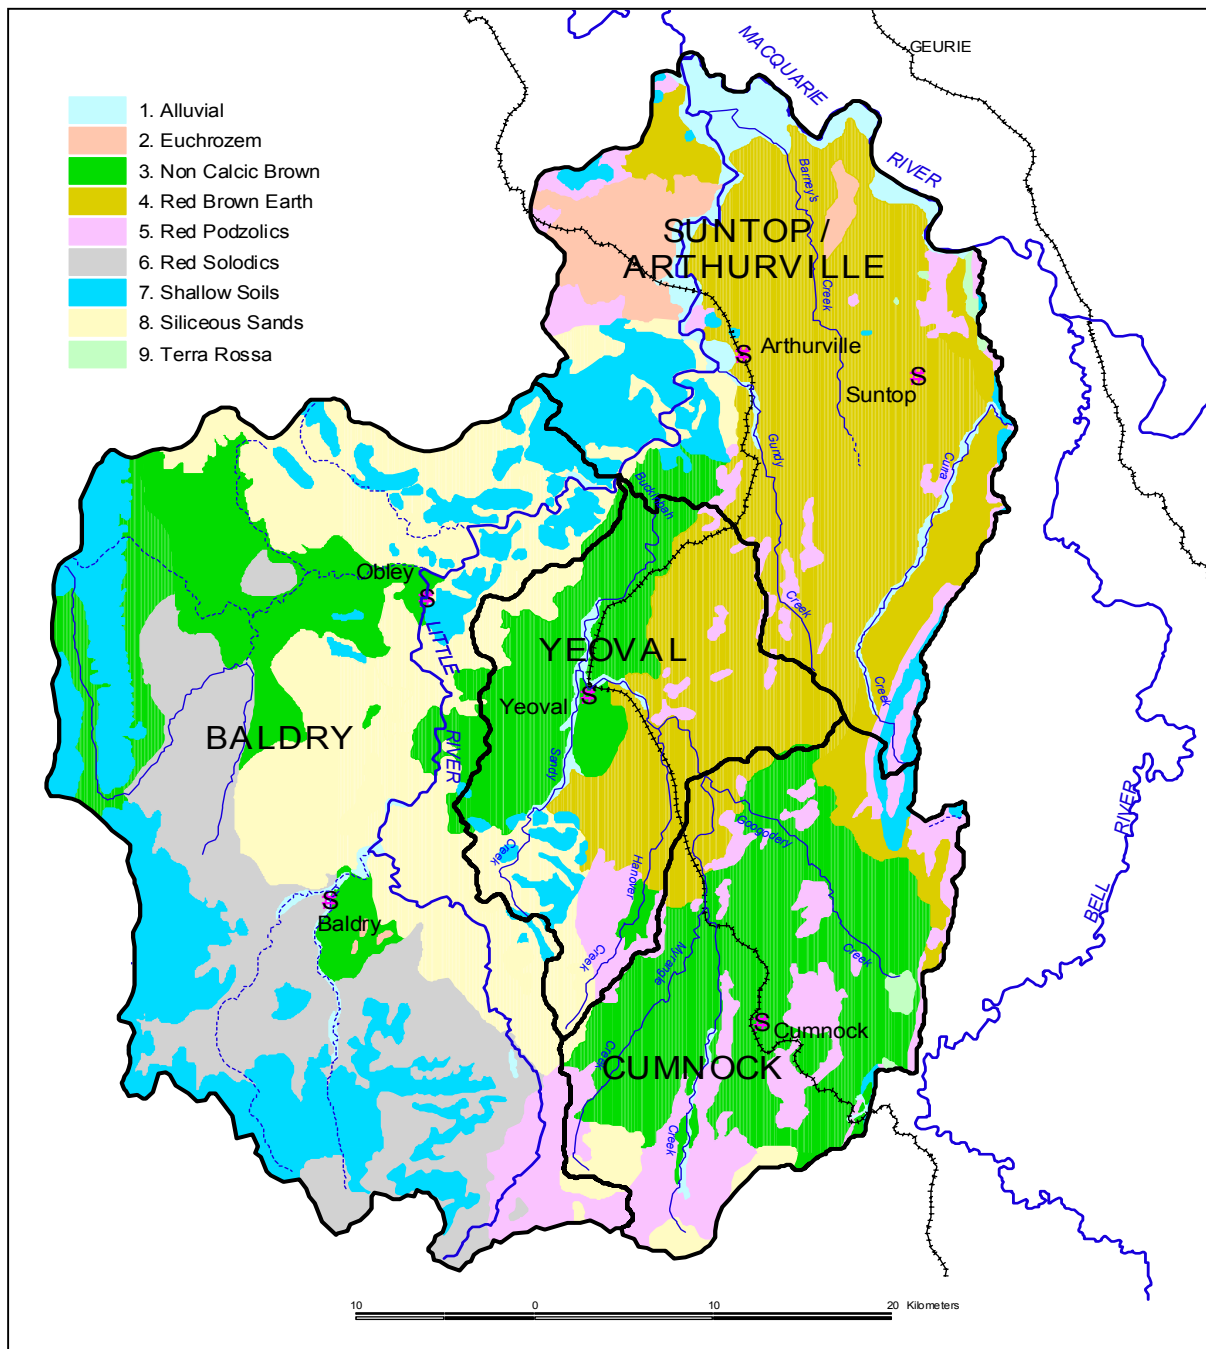 GEURIE
MACQUARIE
RIVER
1. Alluvial
2. Euchrozem
3. Non Calcic Brown
4. Red Brown Earth
5. Red Podzolics
6. Red Solodics
7. Shallow Soils
8. Siliceous Sands
9. Terra Rossa
Barney's
Creek
SUNTOP/
ARTHURVILLE
S
Arthurville
S
Suntop
Gundy
Creek
Curra
Creek
Buckinbah
Obley
S
LITTLE
RIVER
YEOVAL
Yeoval
S
BALDRY
Sandy
Creek
Googodery
Creek
Hanover
Creek
S
Baldry
Myrangle
Creek
S
Cumnock
CUMNOCK
Creek
BELL
RIVER
10 0 10 20 Kilometers